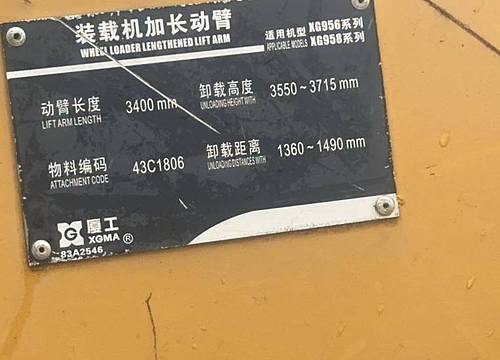 装载机加长动臂
WHEEL LOADER LENGTHENED LIFT ARM
适用机型 XG956系列
APPLICABLE MODELS XG958系列
动臂长度 3400 mm 卸载高度 3550~3715 mm
LIFT ARM LENGTH UNLOADING HEIGHT WITH
物料编码 43C1806 卸载距离 1360~1490 mm
ATTACHMENT CODE UNLOADING DISTANCES WITH
厦工
XGMA ®
83A2546